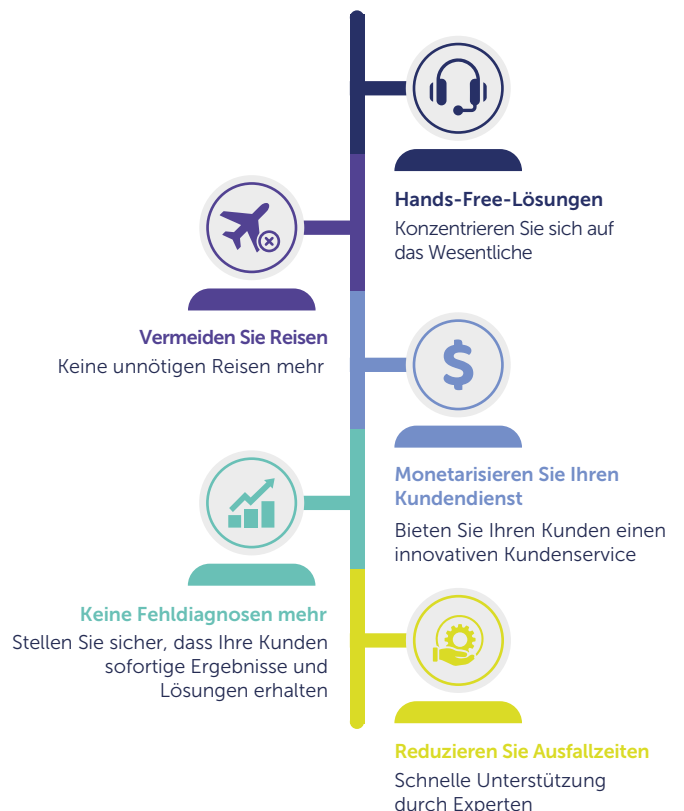 Hands-Free-Lösungen
Konzentrieren Sie sich auf
das Wesentliche
Vermeiden Sie Reisen
Keine unnötigen Reisen mehr
$
Monetarisieren Sie Ihren
Kundendienst
Bieten Sie Ihren Kunden einen
innovativen Kundenservice
Keine Fehldiagnosen mehr
Stellen Sie sicher, dass Ihre Kunden
sofortige Ergebnisse und
Lösungen erhalten
Reduzieren Sie Ausfallzeiten
Schnelle Unterstützung
durch Experten